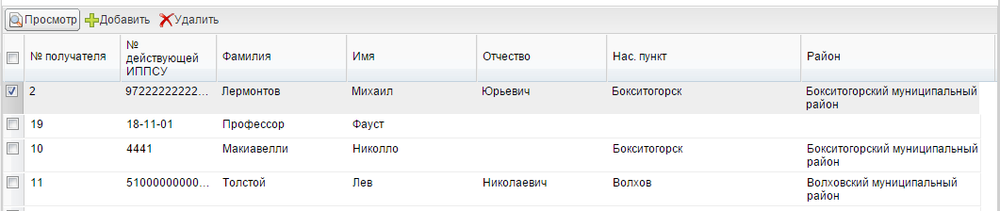 Просмотр Добавить Удалить
№ получателя № действующей ИППСУ Фамилия Имя Отчество Нас. пункт Район
2 97222222222... Лермонтов Михаил Юрьевич Бокситогорск Бокситогорский муниципальный район
19 18-11-01 Профессор Фауст
10 4441 Макиавелли Николло Бокситогорск Бокситогорский муниципальный район
11 51000000000... Толстой Лев Николаевич Волхов Волховский муниципальный район